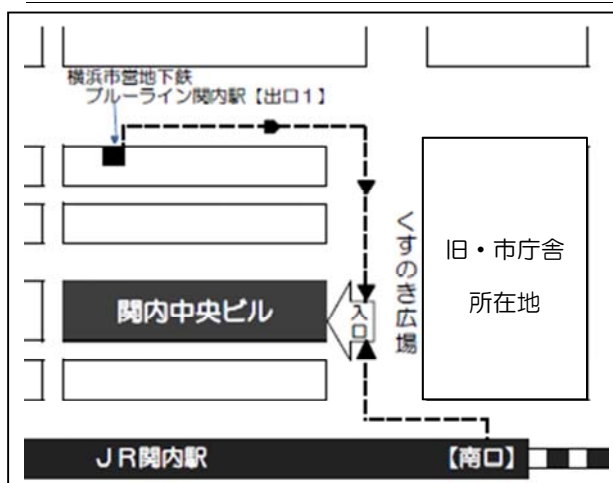 横浜市営地下鉄
ブルーライン関内駅【出口1】
くすのき広場
旧・市庁舎
所在地
関内中央ビル
入口
JR関内駅
【南口】